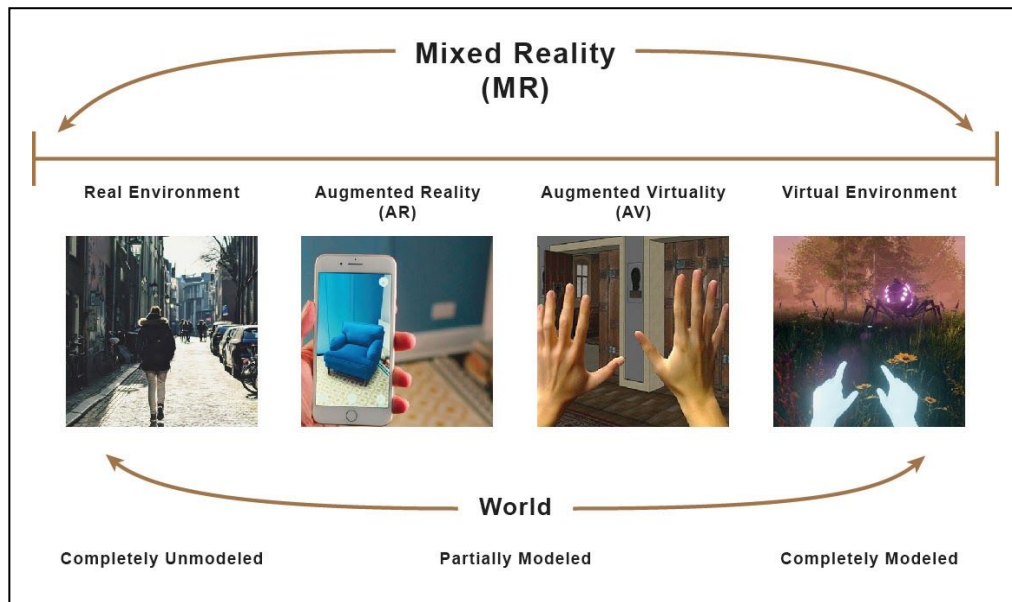 Mixed Reality
(MR)
Real Environment
Augmented Reality
(AR)
Augmented Virtuality
(AV)
Virtual Environment
World
Completely Unmodeled
Partially Modeled
Completely Modeled